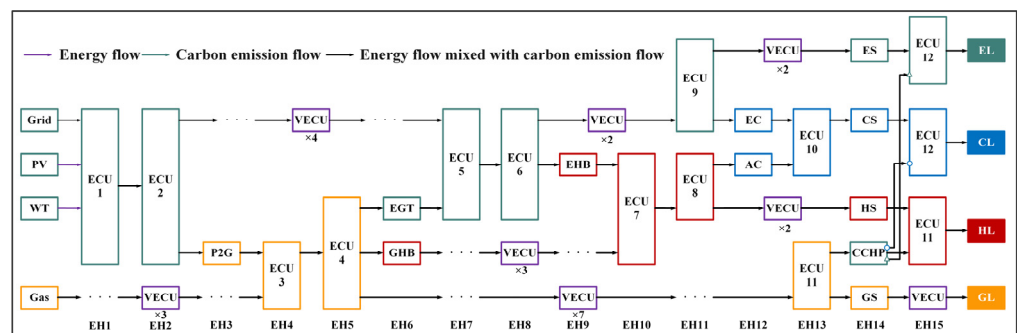 Energy flow
Carbon emission flow
Energy flow mixed with carbon emission flow
VECU
×2
ES
ECU
12
EL
ECU
9
Grid
ECU
1
ECU
2
· · ·
VECU
×4
· · ·
ECU
5
ECU
6
VECU
×2
EC
ECU
10
CS
ECU
12
CL
PV
EHB
ECU
7
ECU
8
AC
WT
ECU
4
EGT
VECU
×2
HS
ECU
11
HL
P2G
ECU
3
GHB
· · ·
VECU
×3
· · ·
ECU
11
CCHP
Gas
· · ·
VECU
×3
· · ·
· · ·
VECU
×7
· · ·
GS
VECU
GL
EH1 EH2 EH3 EH4 EH5 EH6 EH7 EH8 EH9 EH10 EH11 EH12 EH13 EH14 EH15